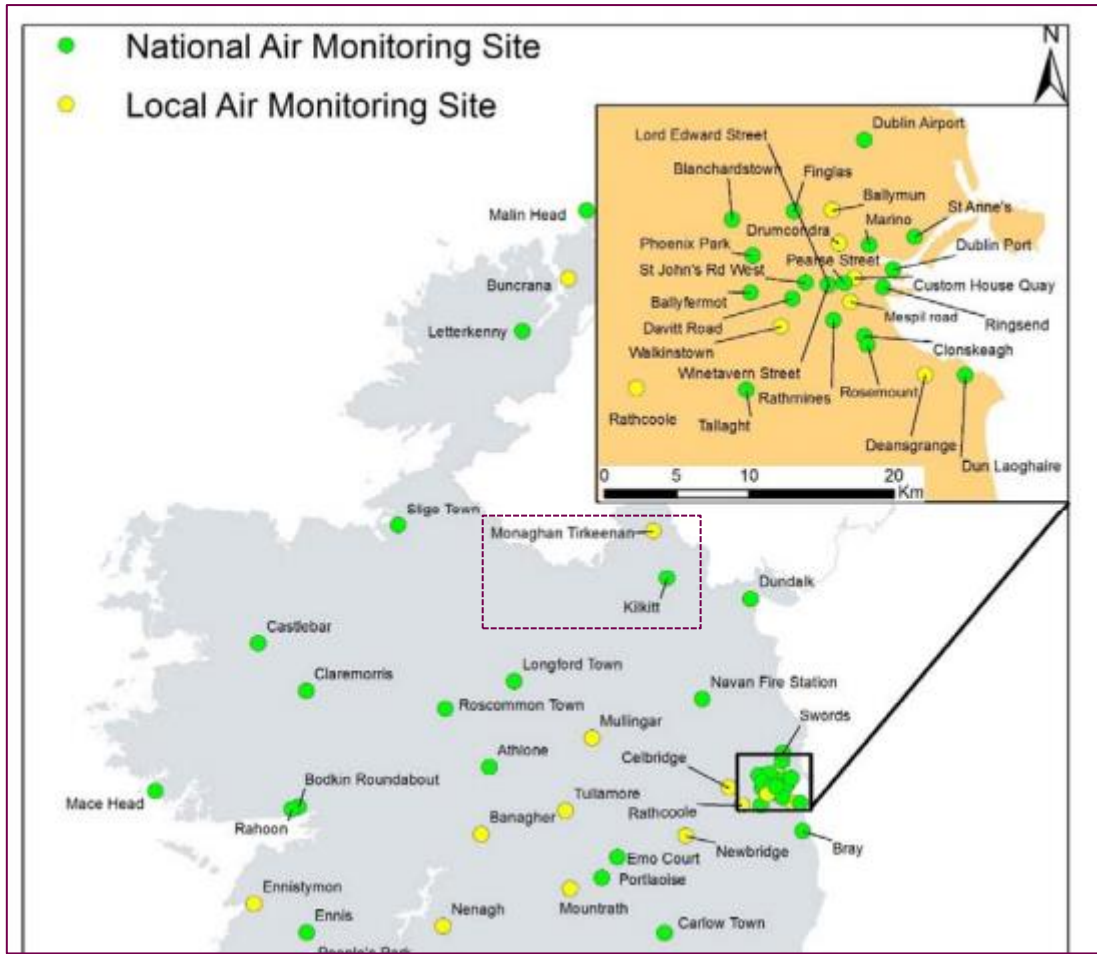 National Air Monitoring Site
Local Air Monitoring Site
N
Dublin Airport
Lord Edward Street
Blanchardstown
Finglas
Ballymun
St Anne's
Drumcondra
Marino
Phoenix Park
Pearse Street
Dublin Port
St John's Rd West
Custom House Quay
Ballyfermot
Mespil road
Ringsend
Davitt Road
Clonskeagh
Walkinstown
Winetavern Street
Rosemount
Rathmines
Rathcoole
Tallaght
Deansgrange
Dun Laoghaire
0 5 10 20
Km
Malin Head
Buncrana
Letterkenny
Sligo Town
Monaghan Tirkeenan
Kilkitt
Dundalk
Castlebar
Claremorris
Longford Town
Roscommon Town
Navan Fire Station
Swords
Mullingar
Athlone
Celbridge
Mace Head
Bodkin Roundabout
Rahoon
Tullamore
Banagher
Rathcoole
Newbridge
Bray
Emo Court
Portlaoise
Mountrath
Ennistymon
Ennis
Nenagh
Carlow Town
People's Park